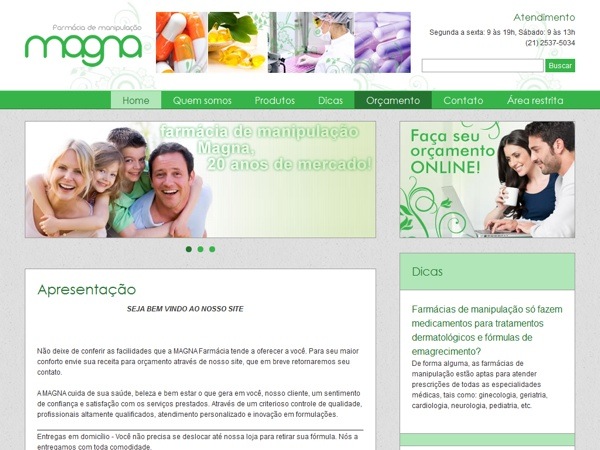 Farmácia de manipulação
magna
Atendimento
Segunda a sexta: 9 às 19h, Sábado: 9 às 13h
(21) 2537-5034
Buscar
Home Quem somos Produtos Dicas Orçamento Contato Área restrita
farmácia de manipulação
Magna,
20 anos de mercado!
Faça seu
orçamento
ONLINE!
Apresentação
SEJA BEM VINDO AO NOSSO SITE
Não deixe de conferir as facilidades que a MAGNA Farmácia tende a oferecer a você. Para seu maior
conforto envie sua receita para orçamento através de nosso site, que em breve retornaremos seu
contato.
A MAGNA cuida de sua saúde, beleza e bem estar o que gera em você, nosso cliente, um sentimento
de confiança e satisfação com os serviços prestados. Através de um criterioso controle de qualidade,
profissionais altamente qualificados, atendimento personalizado e inovação em formulações.
Entregas em domicílio - Você não precisa se deslocar até nossa loja para retirar sua fórmula. Nós a
entregamos com toda comodidade.
Dicas
Farmácias de manipulação só fazem
medicamentos para tratamentos
dermatológicos e fórmulas de
emagrecimento?
De forma alguma, as farmácias de
manipulação estão aptas para atender
prescrições de todas as especialidades
médicas, tais como: ginecologia, geriatria,
cardiologia, neurologia, pediatria, etc.